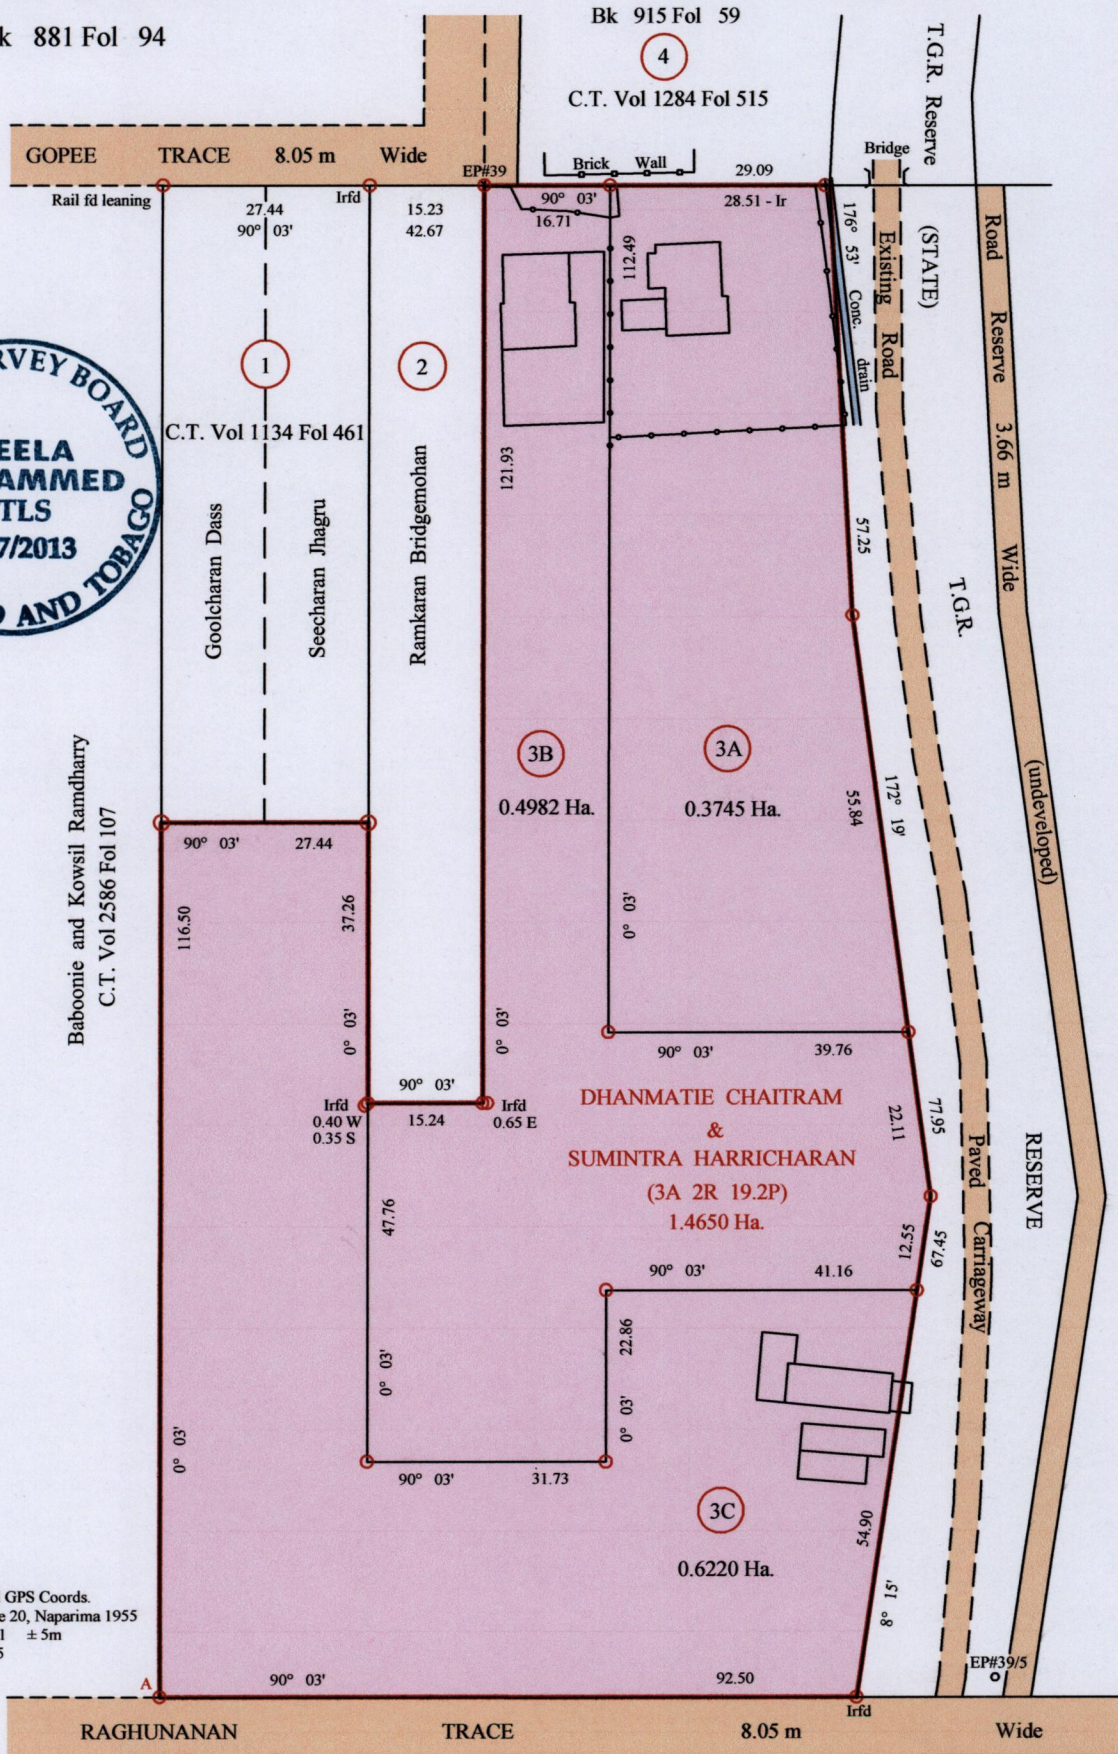 881 Fol 94
Bk 915 Fol 59
4
C.T. Vol 1284 Fol 515
T.G.R. Reserve
(STATE)
GOPEE TRACE 8.05 m Wide
EP#39
Brick Wall
29.09
Bridge
Rail fd leaning
27.44
90° 03'
Irfd
15.23
42.67
90° 03'
16.71
28.51 - Ir
112.49
176° 53'
Conc. drain
Existing Road
Road Reserve 3.66 m Wide
(undeveloped)
1
2
C.T. Vol 1134 Fol 461
Goolcharan Dass
Seecharan Jhagru
Ramkaran Bridgemohan
121.93
57.25
T.G.R.
RESERVE
TLS
7/2013
AND TOBAGO
3B
0.4982 Ha.
3A
0.3745 Ha.
55.84
172° 19'
Baboonie and Kowsil Ramdharry
C.T. Vol 2586 Fol 107
90° 03' 27.44
116.50
37.26
0° 03'
0° 03'
0° 03'
90° 03' 39.76
Irfd
0.40 W
0.35 S
90° 03'
15.24
Irfd
0.65 E
DHANMATIE CHAITRAM
&
SUMINTRA HARRICHARAN
(3A 2R 19.2P)
1.4650 Ha.
22.11
77.95
Paved Carriageway
47.76
12.55
67.45
90° 03' 41.16
22.86
0° 03'
0° 03'
0° 03'
90° 03' 31.73
3C
0.6220 Ha.
54.90
8° 15'
GPS Coords.
20, Naparima 1955
± 5m
A
90° 03' 92.50
EP#39/5
Irfd
RAGHUNANAN TRACE 8.05 m Wide